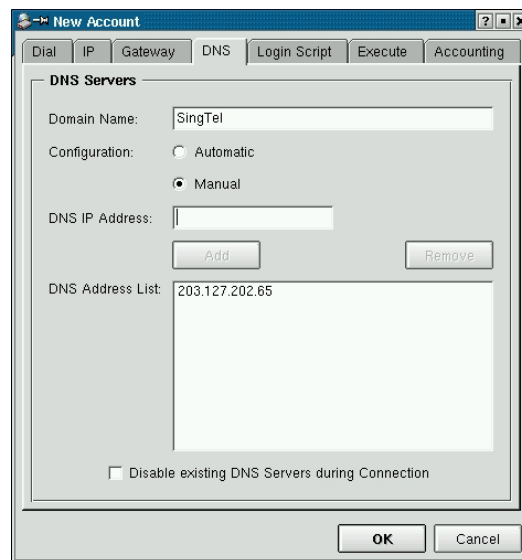 New Account
Dial IP Gateway DNS Login Script Execute Accounting
DNS Servers
Domain Name: SingTel
Configuration: Automatic
Manual
DNS IP Address:
Add Remove
DNS Address List: 203.127.202.65
Disable existing DNS Servers during Connection
OK Cancel